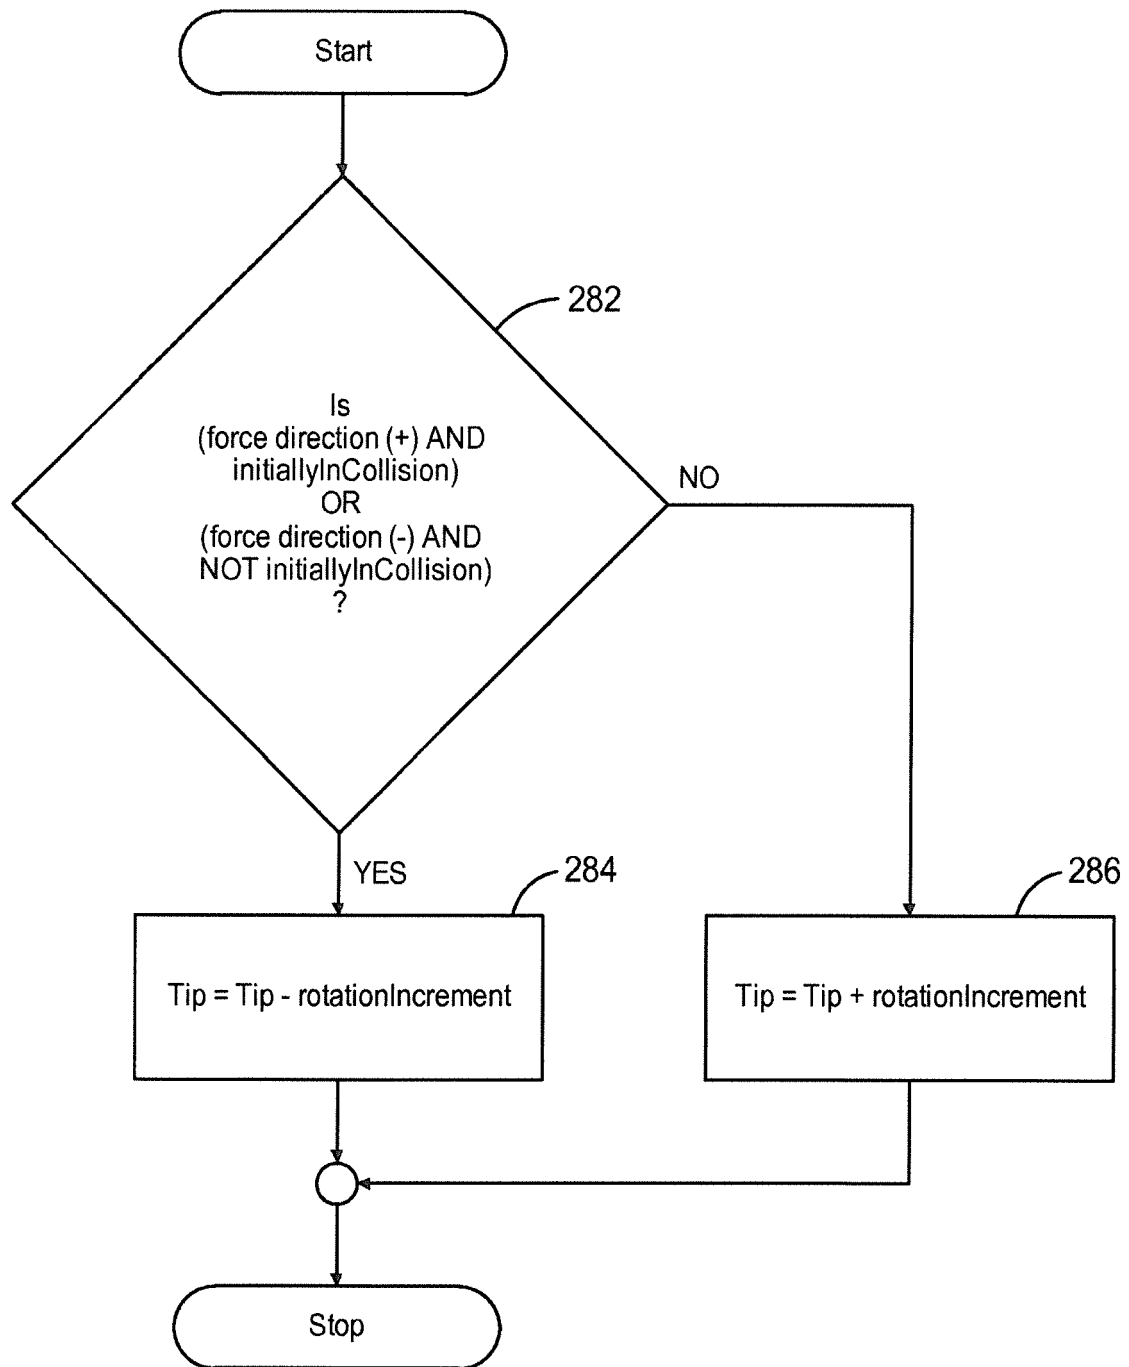 Start
282
Is
(force direction (+) AND
initiallyInCollision)
OR
(force direction (-) AND
NOT initiallyInCollision)
?
NO
YES
284
286
Tip = Tip - rotationIncrement
Tip = Tip + rotationIncrement
Stop